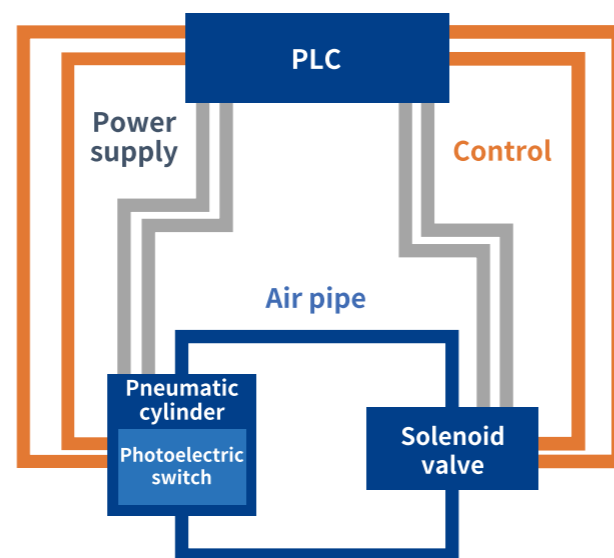 PLC
Power
supply
Control
Air pipe
Pneumatic
cylinder
Photoelectric
switch
Solenoid
valve